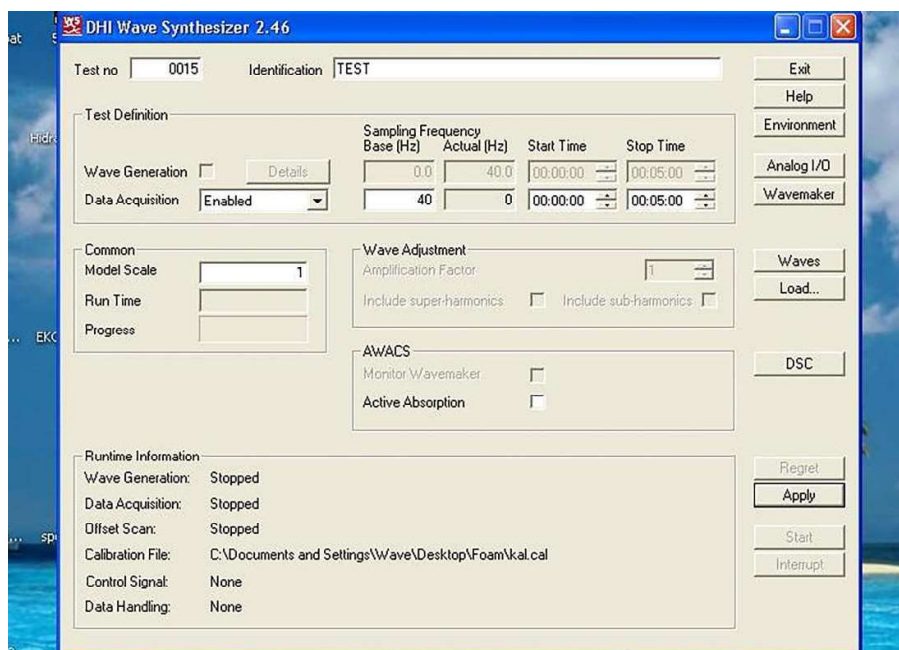 DHI Wave Synthesizer 2.46
Test no 0015 Identification TEST Exit
Help
Test Definition Environment
Sampling Frequency
Base (Hz) Actual (Hz) Start Time Stop Time
Wave Generation Details 0.0 40.0 00:00:00 00:05:00 Analog I/O
Data Acquisition Enabled 40 0 00:00:00 00:05:00 Wavemaker
Common Wave Adjustment Waves
Model Scale 1 Amplification Factor 1
Load...
Run Time Include super-harmonics Include sub-harmonics
Progress
AWACS
Monitor Wavemaker DSC
Active Absorption
Runtime Information
Wave Generation: Stopped Regret
Data Acquisition: Stopped Apply
Offset Scan: Stopped Start
Calibration File: C:\Documents and Settings\Wave\Desktop\Foam\kal.cal
Interrupt
Control Signal: None
Data Handling: None